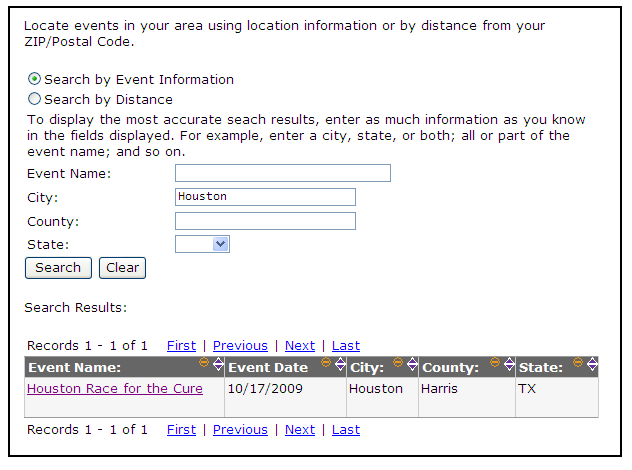 Locate events in your area using location information or by distance from your
ZIP/Postal Code.
Search by Event Information
Search by Distance
To display the most accurate seach results, enter as much information as you know
in the fields displayed. For example, enter a city, state, or both; all or part of the
event name; and so on.
Event Name:
City: Houston
County:
State:
Search Clear
Search Results:
Records 1 - 1 of 1 First | Previous | Next | Last
Event Name: Event Date City: County: State:
Houston Race for the Cure 10/17/2009 Houston Harris TX
Records 1 - 1 of 1 First | Previous | Next | Last